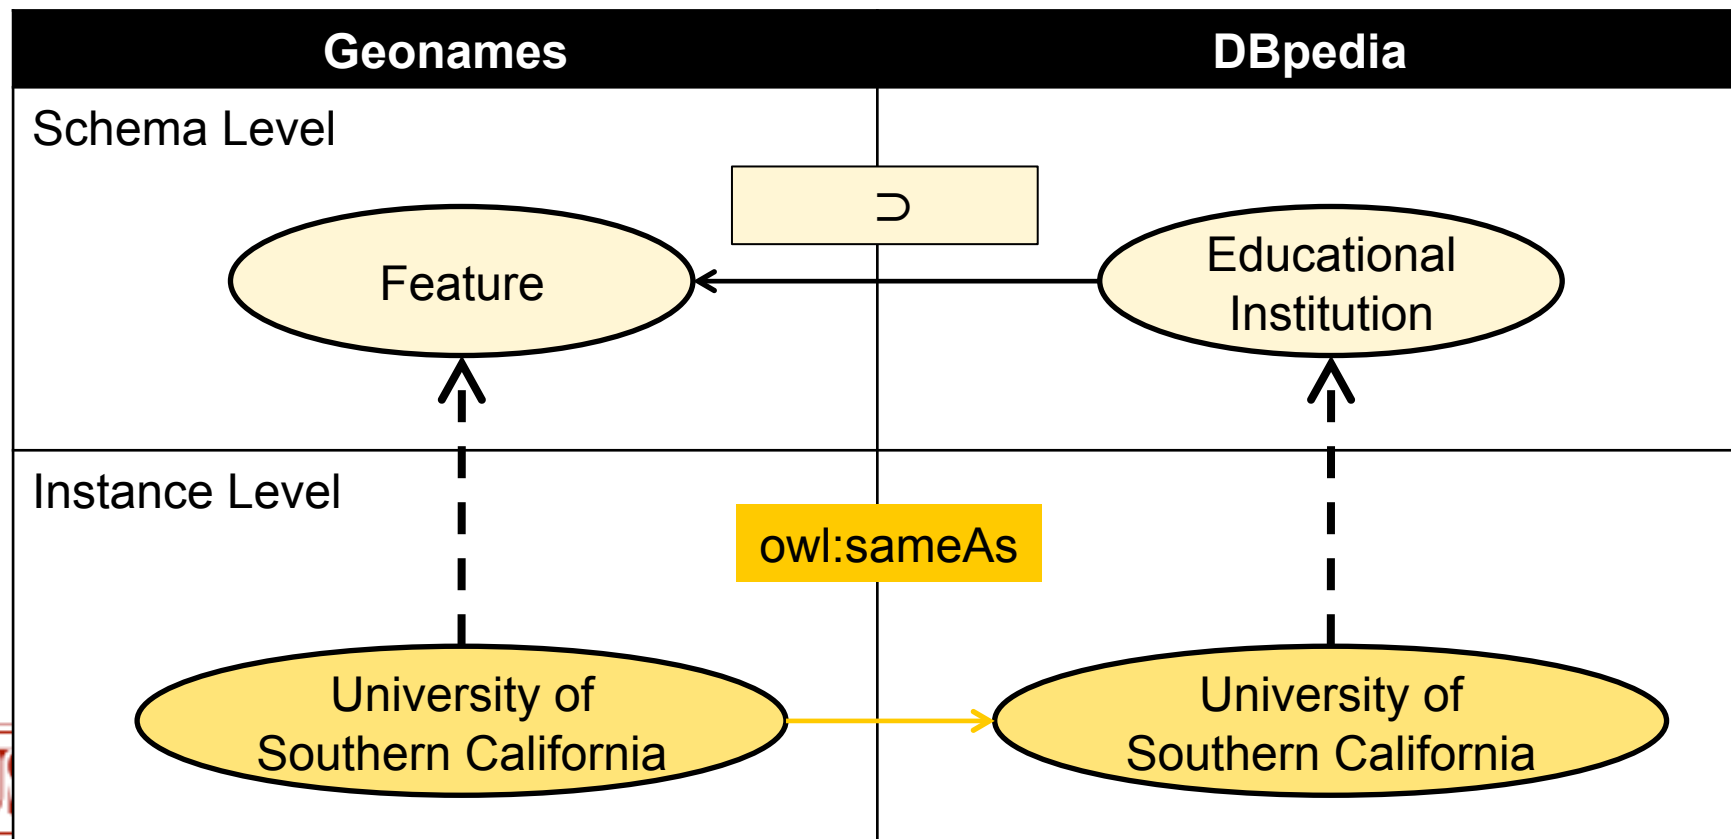 Geonames
DBpedia
Schema Level
⊃
Feature
Educational
Institution
Instance Level
owl:sameAs
University of
Southern California
University of
Southern California